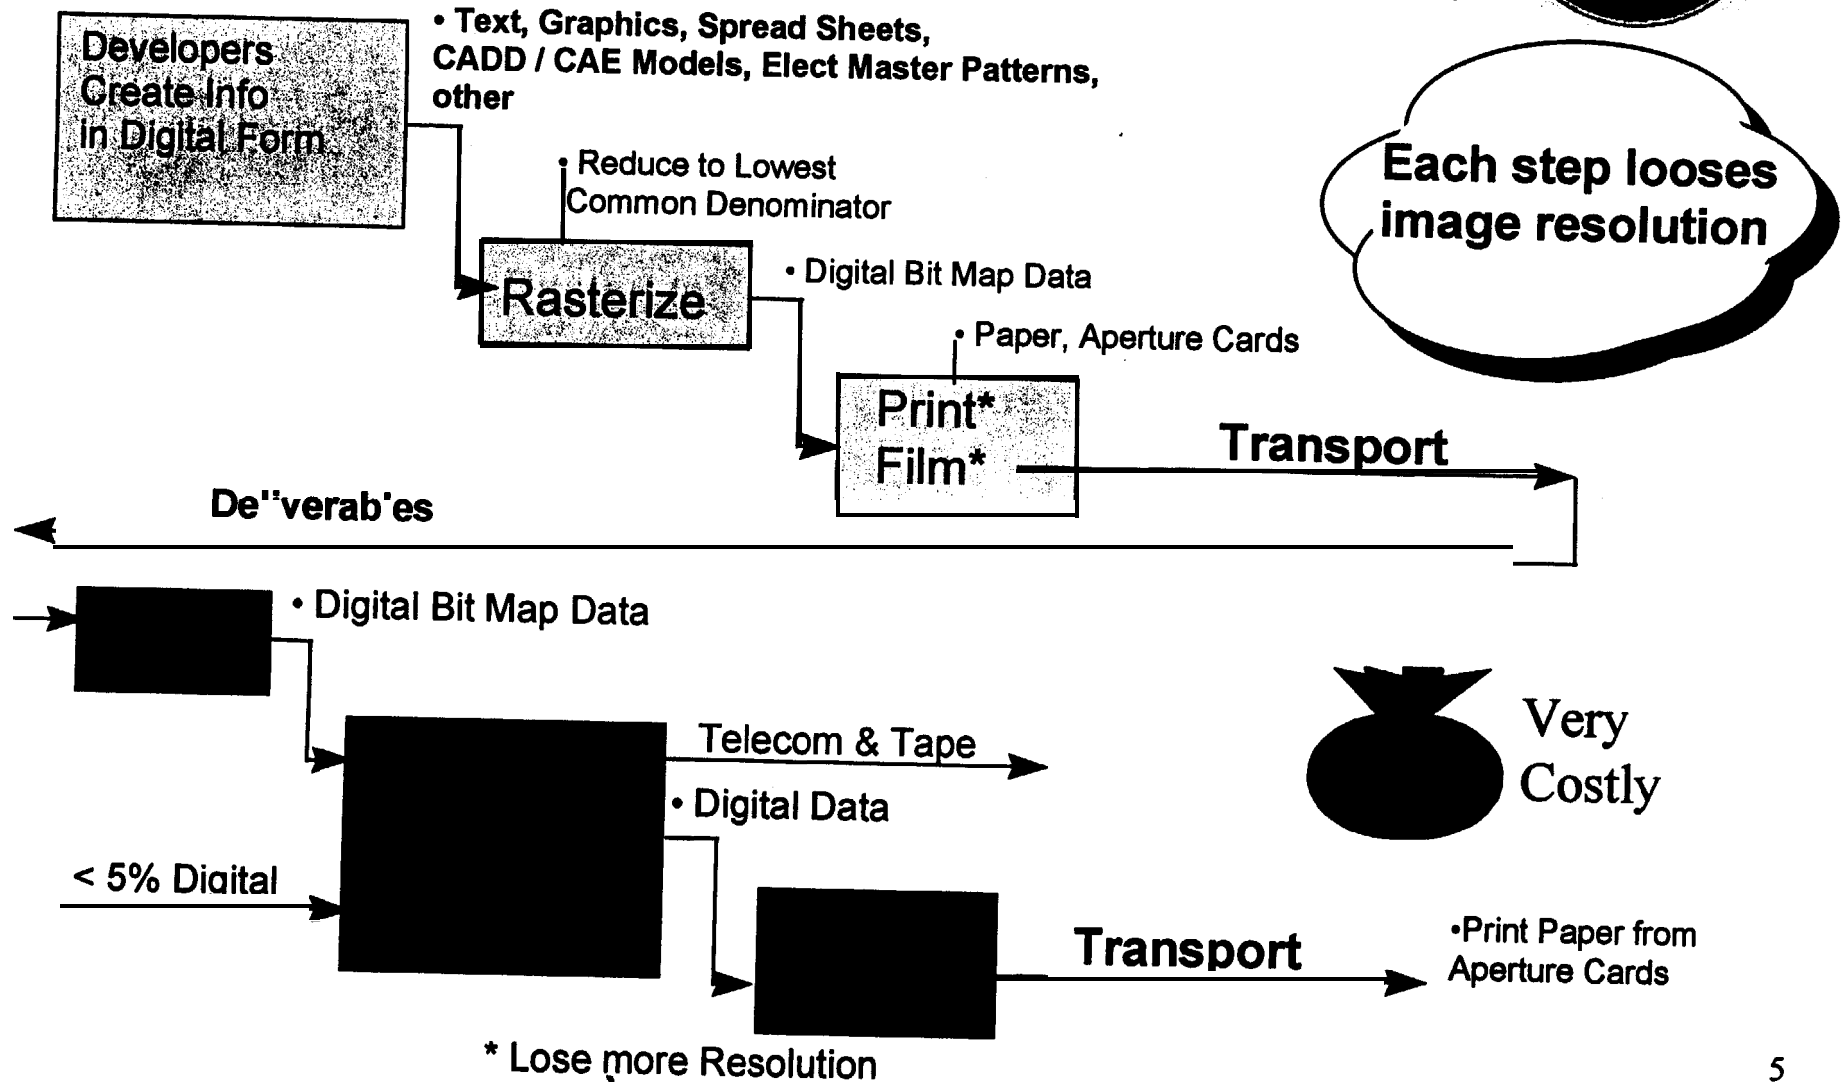 Developers
Create Info
in Digital Form
• Text, Graphics, Spread Sheets,
CADD / CAE Models, Elect Master Patterns,
other
• Reduce to Lowest
Common Denominator
Each step looses
image resolution
Rasterize
• Digital Bit Map Data
• Paper, Aperture Cards
Print*
Film*
Transport
• Digital Bit Map Data
Telecom & Tape
• Digital Data
Very
Costly
< 5% Digital
Transport
•Print Paper from
Aperture Cards
* Lose more Resolution
5